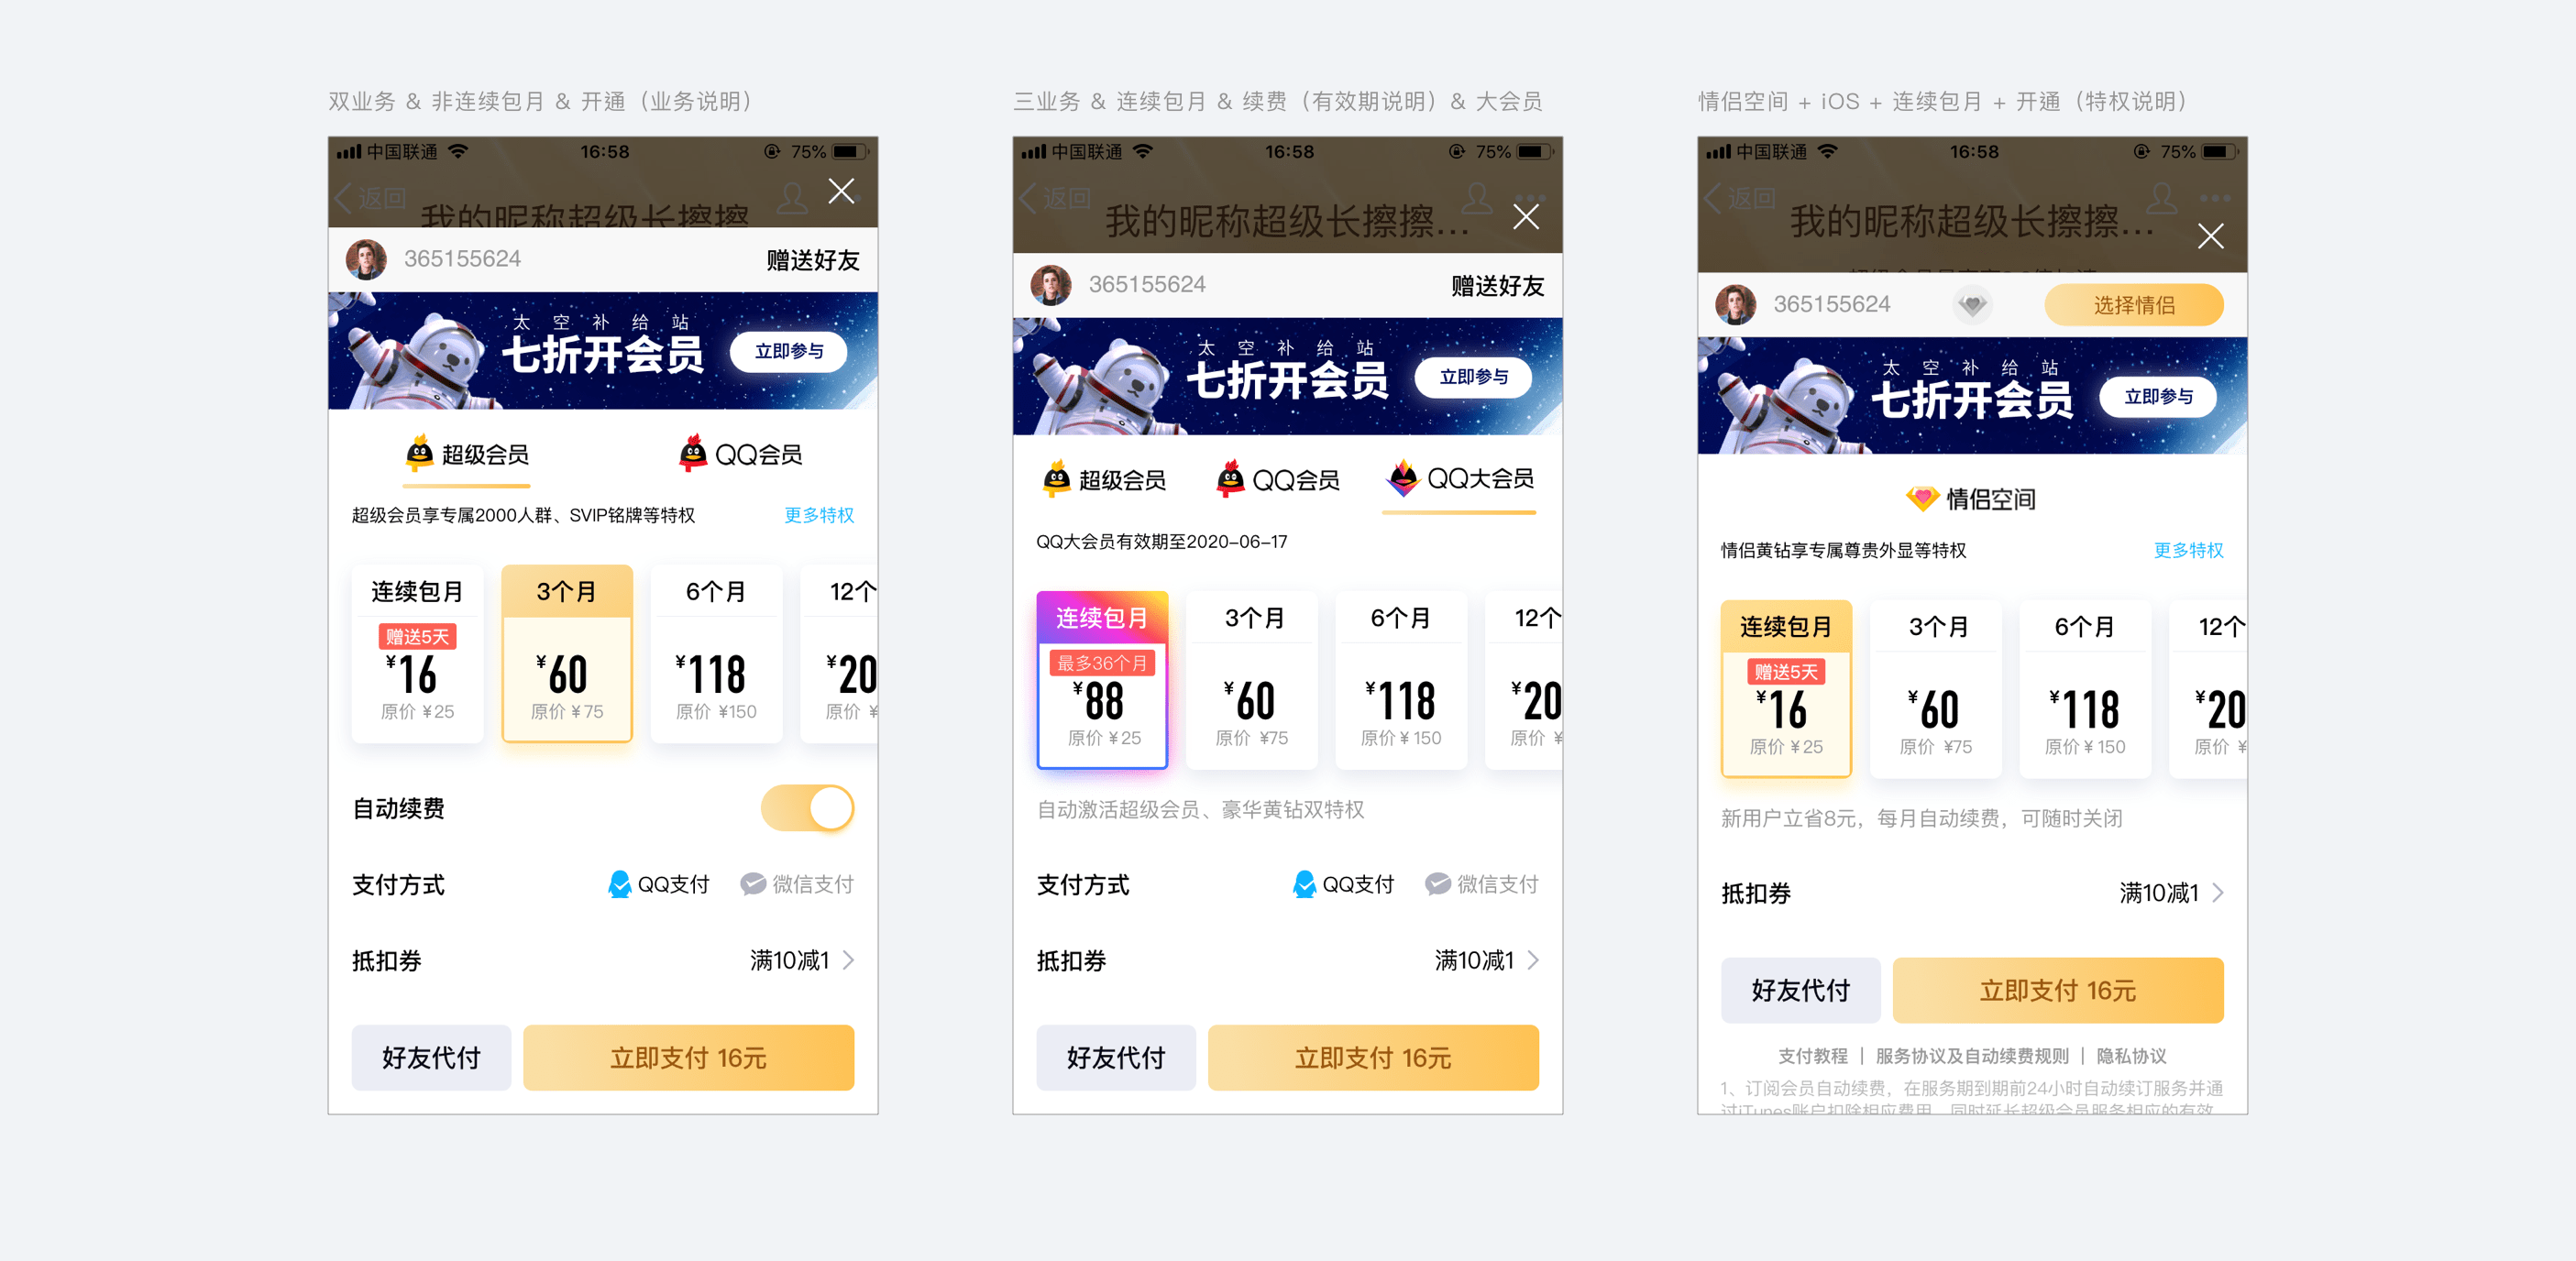 双业务 & 非连续包月 & 开通（业务说明）
中国联通 16:58 75%
返回
我的昵称超级长擦擦
365155624 赠送好友
太空补给站
七折开会员 立即参与
超级会员 QQ会员
超级会员享专属2000人群、SVIP铭牌等特权 更多特权
连续包月 3个月 6个月 12个
赠送5天
¥16 ¥60 ¥118 ¥20
原价 ¥25 原价 ¥75 原价 ¥150 原价 ¥
自动续费
支付方式 QQ支付 微信支付
抵扣券 满10减1
好友代付 立即支付 16元
三业务 & 连续包月 & 续费（有效期说明）& 大会员
中国联通 16:58 75%
返回
我的昵称超级长擦擦...
365155624 赠送好友
太空补给站
七折开会员 立即参与
超级会员 QQ会员 QQ大会员
QQ大会员有效期至2020-06-17
连续包月 3个月 6个月 12个
最多36个月
¥88 ¥60 ¥118 ¥20
原价 ¥25 原价 ¥75 原价 ¥150 原价 ¥
自动激活超级会员、豪华黄钻双特权
支付方式 QQ支付 微信支付
抵扣券 满10减1
好友代付 立即支付 16元
情侣空间 + iOS + 连续包月 + 开通（特权说明）
中国联通 16:58 75%
返回
我的昵称超级长擦擦...
365155624 选择情侣
太空补给站
七折开会员 立即参与
情侣空间
情侣黄钻享专属尊贵外显等特权 更多特权
连续包月 3个月 6个月 12个
赠送5天
¥16 ¥60 ¥118 ¥20
原价 ¥25 原价 ¥75 原价 ¥150 原价 ¥
新用户立省8元，每月自动续费，可随时关闭
抵扣券 满10减1
好友代付 立即支付 16元
支付教程 | 服务协议及自动续费规则 | 隐私协议
1、订阅会员自动续费，在服务期到期前24小时自动续订服务并通
过iTunes账户扣除相应费用，同时延长超级会员服务相应的有效